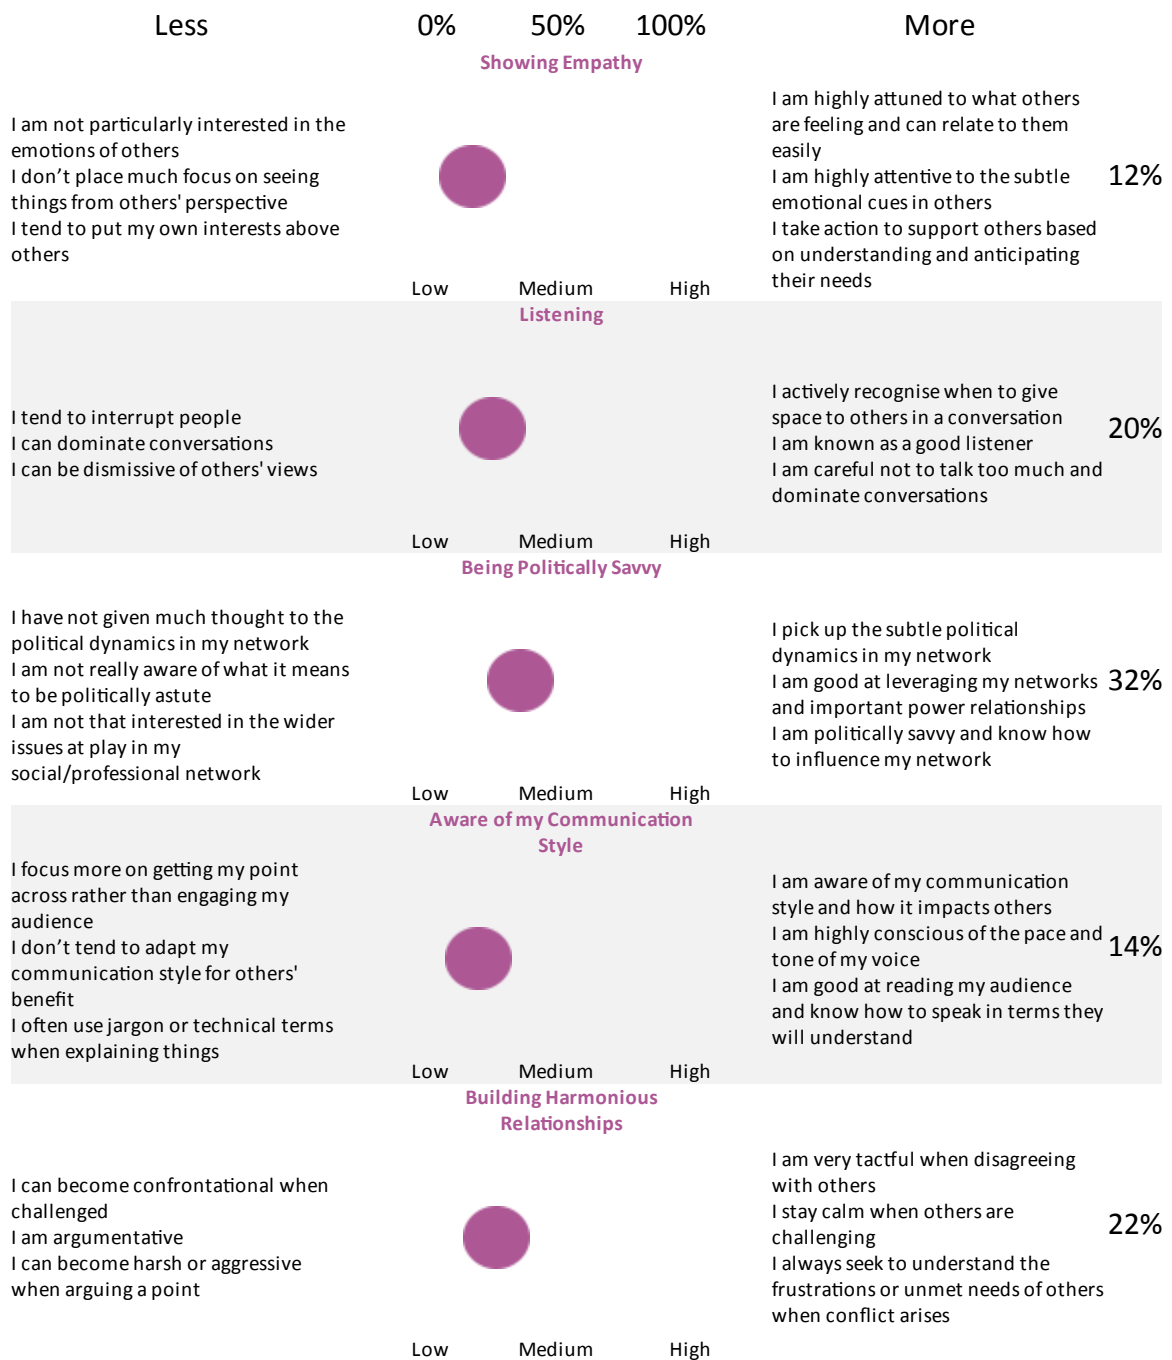 Less 0% 50% 100% More
Showing Empathy
I am not particularly interested in the
emotions of others
I don’t place much focus on seeing
things from others' perspective
I tend to put my own interests above
others
I am highly attuned to what others
are feeling and can relate to them
easily
I am highly attentive to the subtle
emotional cues in others
I take action to support others based
on understanding and anticipating
their needs
12%
Low Medium High
Listening
I tend to interrupt people
I can dominate conversations
I can be dismissive of others' views
I actively recognise when to give
space to others in a conversation
I am known as a good listener
I am careful not to talk too much and
dominate conversations
20%
Low Medium High
Being Politically Savvy
I have not given much thought to the
political dynamics in my network
I am not really aware of what it means
to be politically astute
I am not that interested in the wider
issues at play in my
social/professional network
I pick up the subtle political
dynamics in my network
I am good at leveraging my networks
and important power relationships
I am politically savvy and know how
to influence my network
32%
Low Medium High
Aware of my Communication
Style
I focus more on getting my point
across rather than engaging my
audience
I don’t tend to adapt my
communication style for others'
benefit
I often use jargon or technical terms
when explaining things
I am aware of my communication
style and how it impacts others
I am highly conscious of the pace and
tone of my voice
I am good at reading my audience
and know how to speak in terms they
will understand
14%
Low Medium High
Building Harmonious
Relationships
I can become confrontational when
challenged
I am argumentative
I can become harsh or aggressive
when arguing a point
I am very tactful when disagreeing
with others
I stay calm when others are
challenging
I always seek to understand the
frustrations or unmet needs of others
when conflict arises
22%
Low Medium High